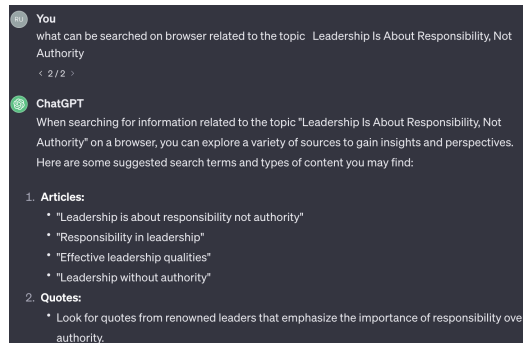 RU You
what can be searched on browser related to the topic Leadership Is About Responsibility, Not
Authority
< 2 / 2 >
ChatGPT
When searching for information related to the topic "Leadership Is About Responsibility, Not
Authority" on a browser, you can explore a variety of sources to gain insights and perspectives.
Here are some suggested search terms and types of content you may find:
1. Articles:
• "Leadership is about responsibility not authority"
• "Responsibility in leadership"
• "Effective leadership qualities"
• "Leadership without authority"
2. Quotes:
• Look for quotes from renowned leaders that emphasize the importance of responsibility ove
authority.